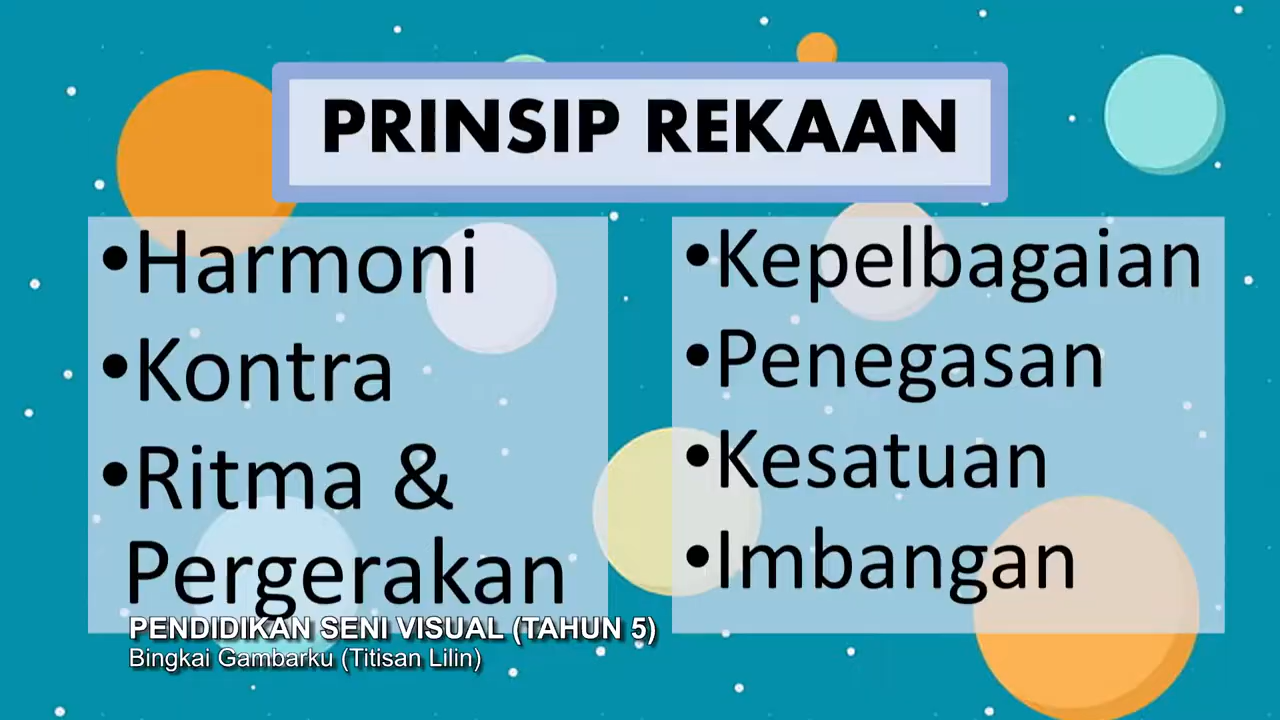 PRINSIP REKAAN
•Harmoni
•Kontra
•Ritma &
Pergerakan
•Kepelbagaian
•Penegasan
•Kesatuan
•Imbangan
PENDIDIKAN SENI VISUAL (TAHUN 5)
Bingkai Gambarku (Titisan Lilin)